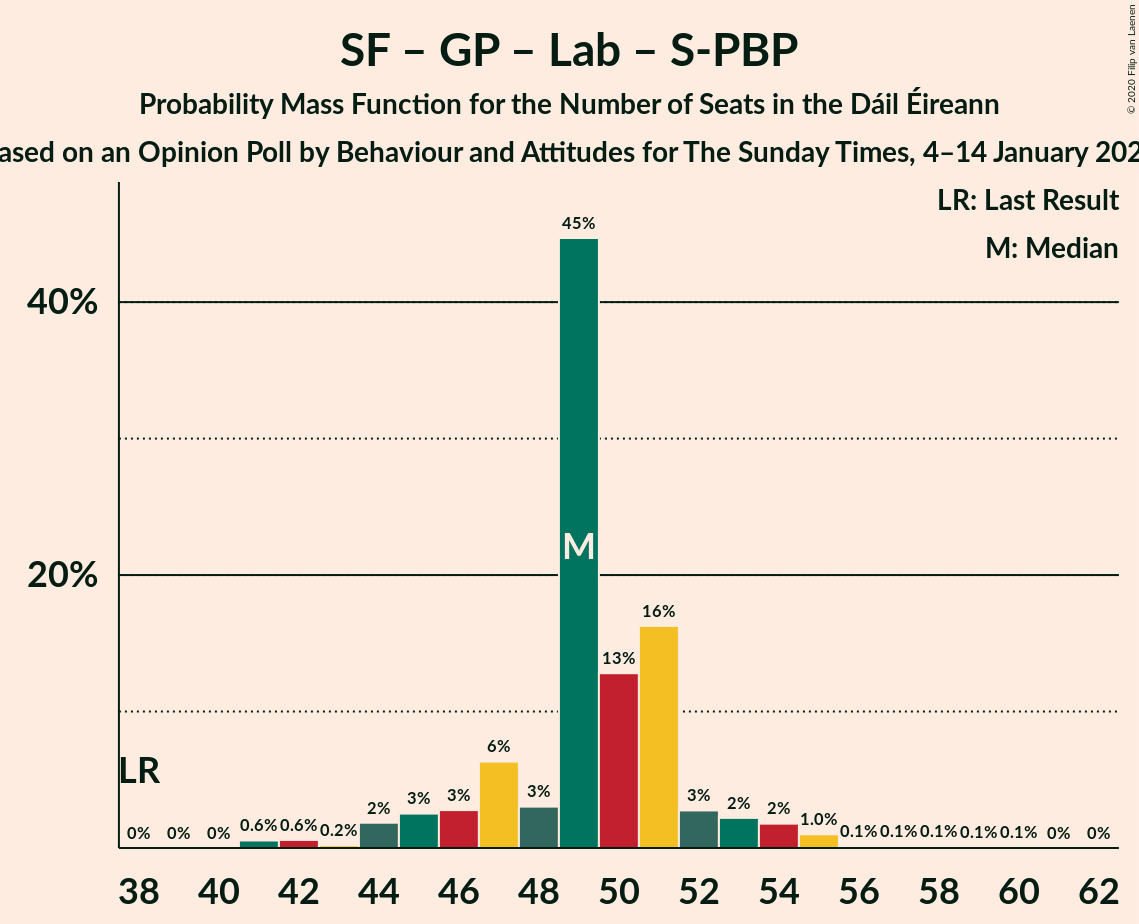 SF – GP – Lab – S-PBP
Probability Mass Function for the Number of Seats in the Dáil Éireann
ased on an Opinion Poll by Behaviour and Attitudes for The Sunday Times, 4–14 January 202
© 2020 Filip van Laenen
LR: Last Result
M: Median
40%
20%
45%
M
16%
13%
6%
LR
0% 0% 0% 0.6% 0.6% 0.2% 2% 3% 3% 3% 3% 2% 2% 1.0% 0.1% 0.1% 0.1% 0.1% 0.1% 0% 0%
38 40 42 44 46 48 50 52 54 56 58 60 62